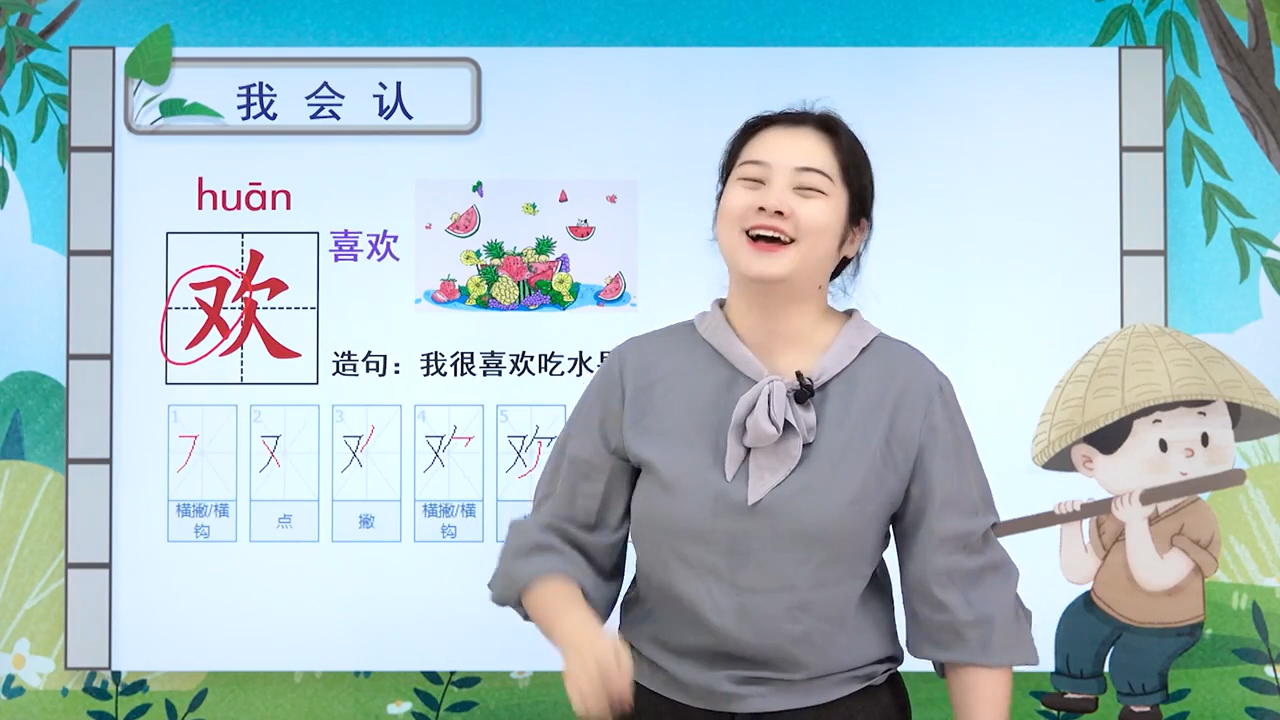 我会认
huān
欢
喜欢
造句：我很喜欢吃水
1 2 3 4 5
横撇/横钩 点 撇 横撇/横钩